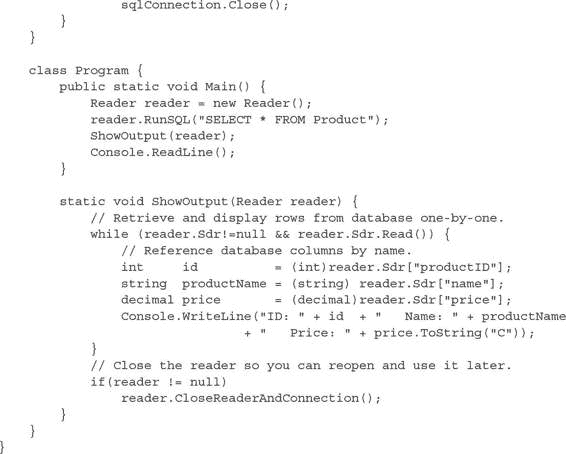 sqlConnection.Close();
        }
    }

    class Program {
        public static void Main() {
            Reader reader = new Reader();
            reader.RunSQL("SELECT * FROM Product");
            ShowOutput(reader);
            Console.ReadLine();
        }

        static void ShowOutput(Reader reader) {
            // Retrieve and display rows from database one-by-one.
            while (reader.Sdr!=null && reader.Sdr.Read()) {
                // Reference database columns by name.
                int     id          = (int)reader.Sdr["productID"];
                string  productName = (string) reader.Sdr["name"];
                decimal price       = (decimal)reader.Sdr["price"];
                Console.WriteLine("ID: " + id  + "   Name: " + productName
                                + "   Price: " + price.ToString("C"));
            }
            // Close the reader so you can reopen and use it later.
            if(reader != null)
                reader.CloseReaderAndConnection();
        }
    }
}